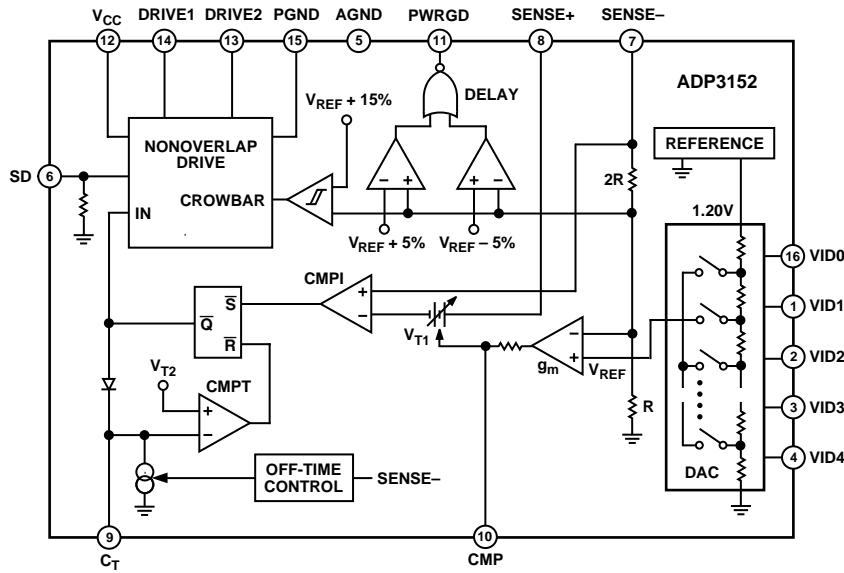 VCC DRIVE1 DRIVE2 PGND AGND PWRGD SENSE+ SENSE–
12 14 13 15 5 11 8 7
ADP3152
DELAY
VREF + 15%
NONOVERLAP
DRIVE
REFERENCE
SD 6
2R
CROWBAR
– + + –
IN
1.20V
VREF + 5% VREF – 5%
16 VID0
CMPI
S
+
Q
–
1 VID1
R
VT1
–
VT2
gm
+
VREF
2 VID2
CMPT
+
R
3 VID3
–
OFF-TIME
CONTROL
SENSE–
DAC
4 VID4
9
10
CT
CMP